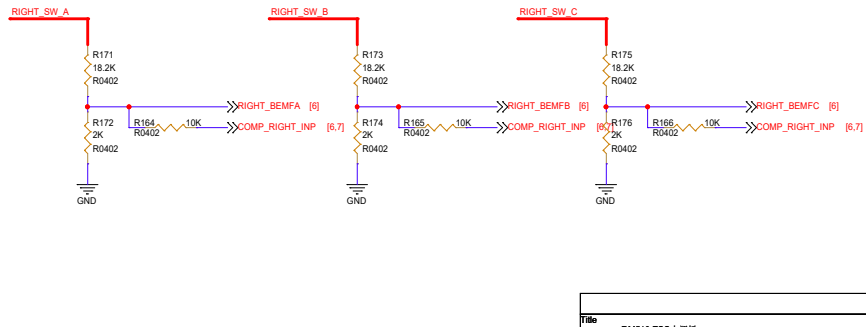 RIGHT_SW_A
RIGHT_SW_B
RIGHT_SW_C
R171
18.2K
R0402
R173
18.2K
R0402
R175
18.2K
R0402
RIGHT_BEMFA [6]
RIGHT_BEMFB [6]
RIGHT_BEMFC [6]
R172
2K
R0402
R164
10K
R0402
COMP_RIGHT_INP [6,7]
R174
2K
R0402
R165
10K
R0402
COMP_RIGHT_INP [6,7]
R176
2K
R0402
R166
10K
R0402
COMP_RIGHT_INP [6,7]
GND
GND
GND
Title